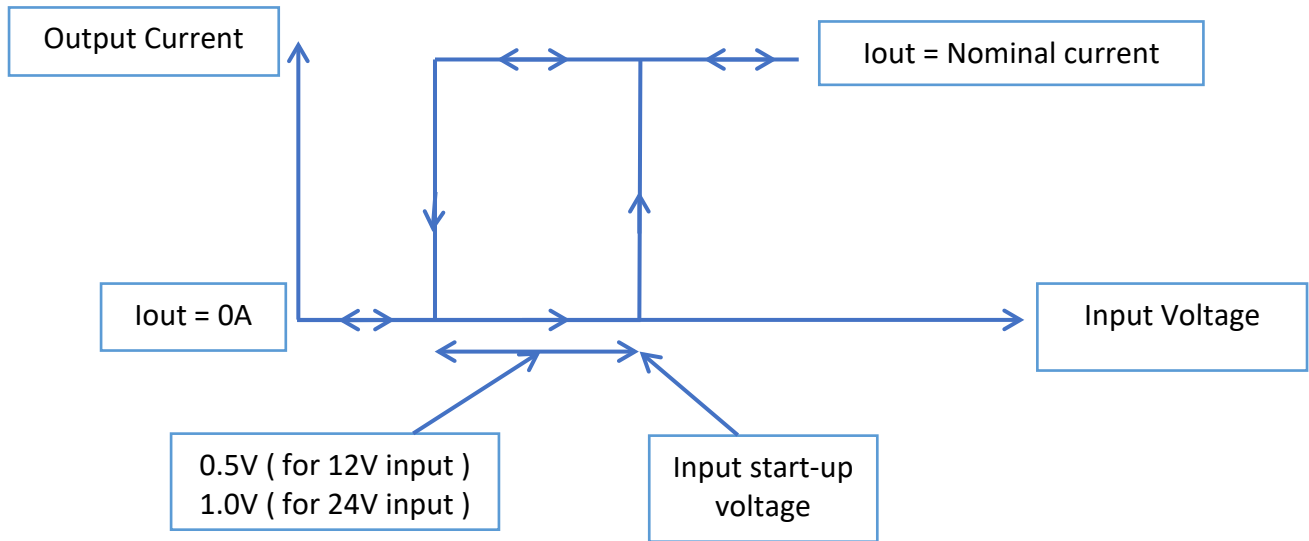 Output Current
Iout = Nominal current
Iout = 0A
Input Voltage
0.5V ( for 12V input )
1.0V ( for 24V input )
Input start-up
voltage